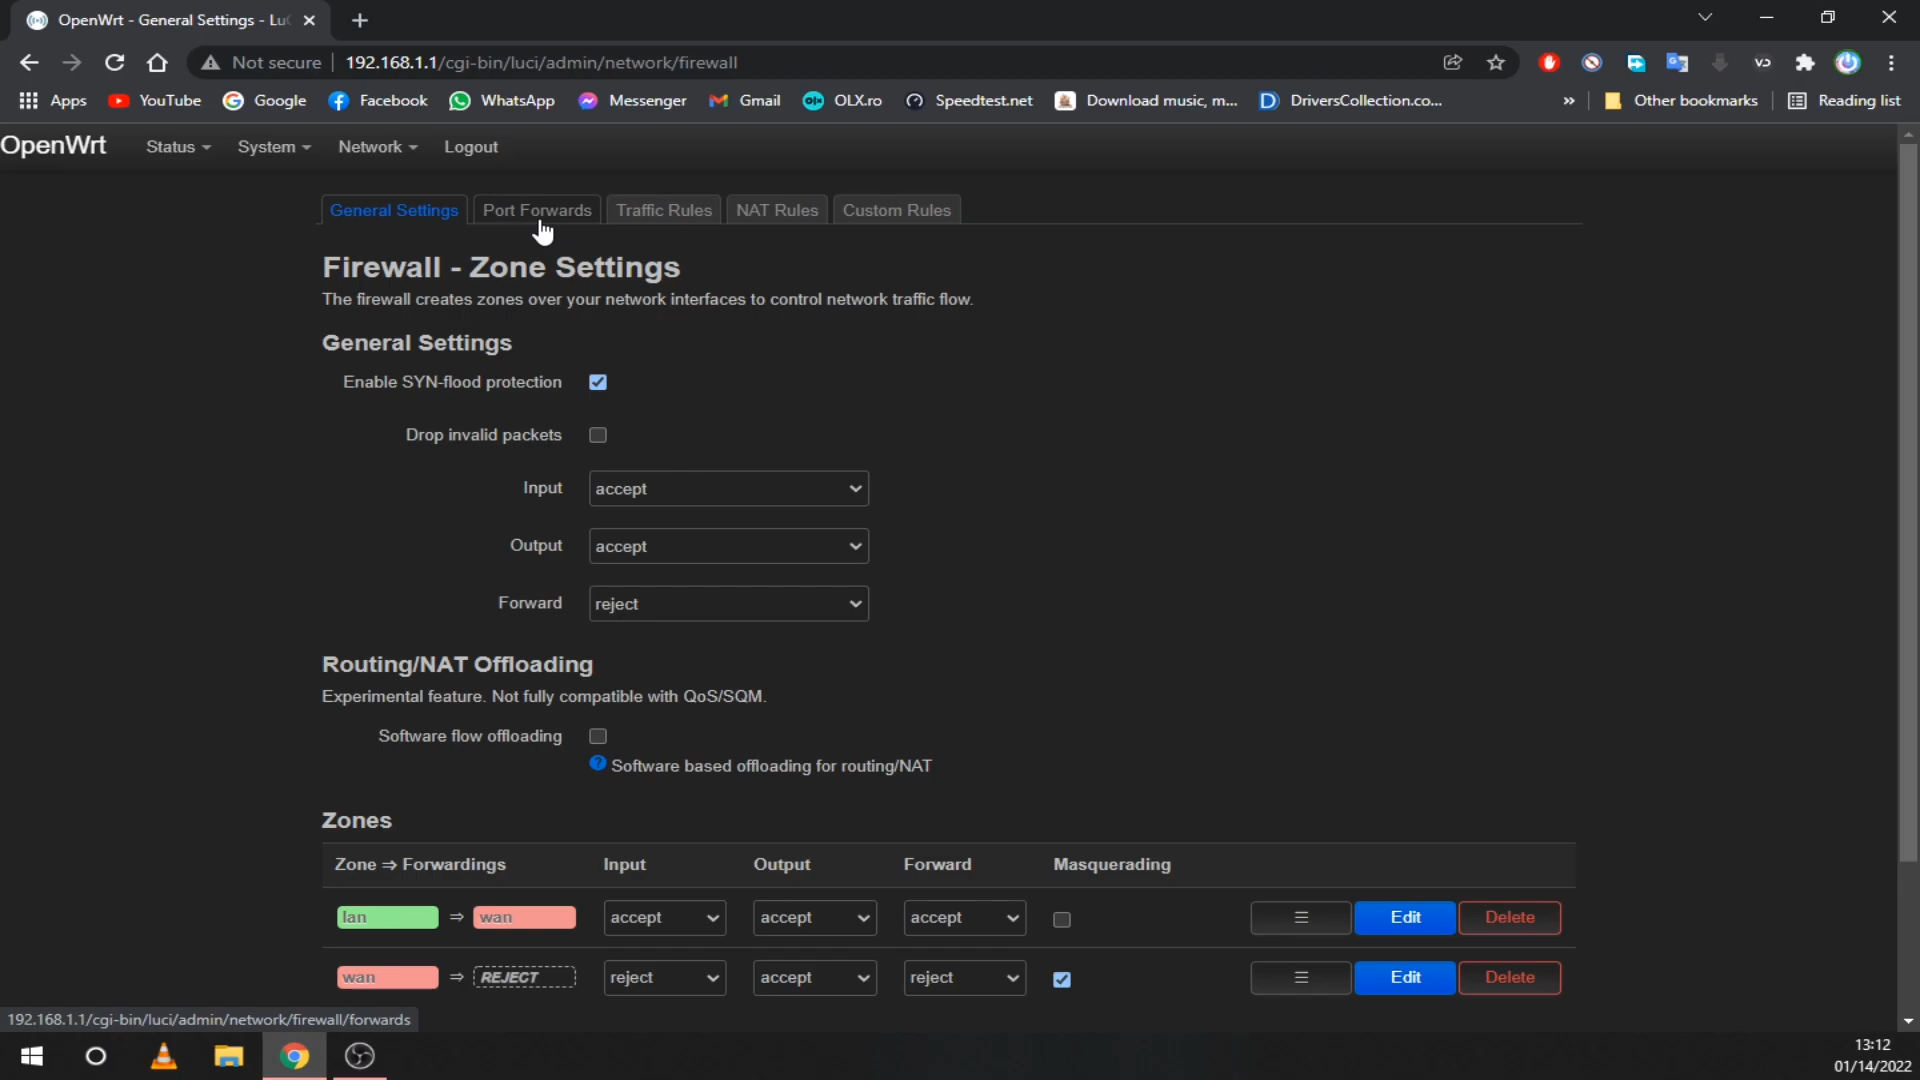 OpenWrt - General Settings - Lu
Not secure 192.168.1.1/cgi-bin/luci/admin/network/firewall
Apps YouTube Google Facebook WhatsApp Messenger Gmail OLX.ro Speedtest.net Download music, m... DriversCollection.co... » Other bookmarks Reading list
OpenWrt Status System Network Logout
General Settings Port Forwards Traffic Rules NAT Rules Custom Rules
Firewall - Zone Settings
The firewall creates zones over your network interfaces to control network traffic flow.
General Settings
Enable SYN-flood protection
Drop invalid packets
Input accept
Output accept
Forward reject
Routing/NAT Offloading
Experimental feature. Not fully compatible with QoS/SQM.
Software flow offloading
Software based offloading for routing/NAT
Zones
Zone ⇒ Forwardings Input Output Forward Masquerading
lan ⇒ wan accept accept accept Edit Delete
wan ⇒ REJECT reject accept reject Edit Delete
192.168.1.1/cgi-bin/luci/admin/network/firewall/forwards
13:12
01/14/2022